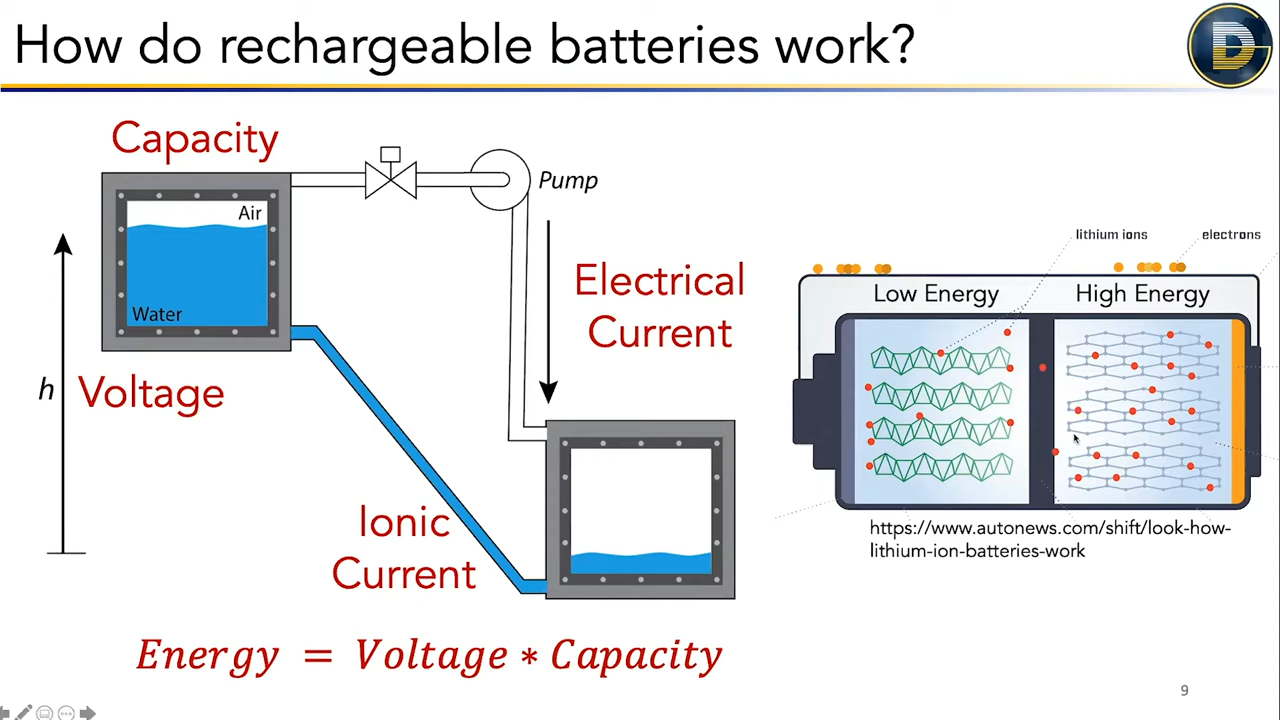 How do rechargeable batteries work?
Capacity
Air
Water
Pump
h
Voltage
Electrical
Current
Ionic
Current
Energy = Voltage * Capacity
lithium ions
electrons
Low Energy
High Energy
https://www.autonews.com/shift/look-how-
lithium-ion-batteries-work
9